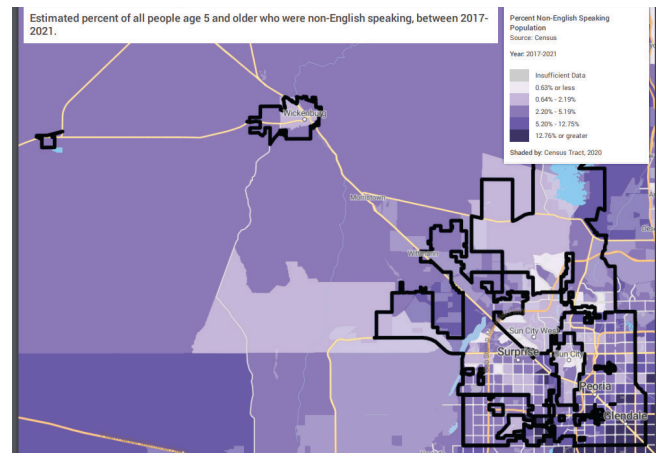 Estimated percent of all people age 5 and older who were non-English speaking, between 2017-
2021.
Percent Non-English Speaking
Population
Source: Census
Year: 2017-2021
Insufficient Data
0.63% or less
0.64% - 2.19%
2.20% - 5.19%
5.20% - 12.75%
12.76% or greater
Shaded by: Census Tract, 2020
Wickenburg
Morristown
Wittmann
Sun City West
Surprise
Sun City
Peoria
Glendale